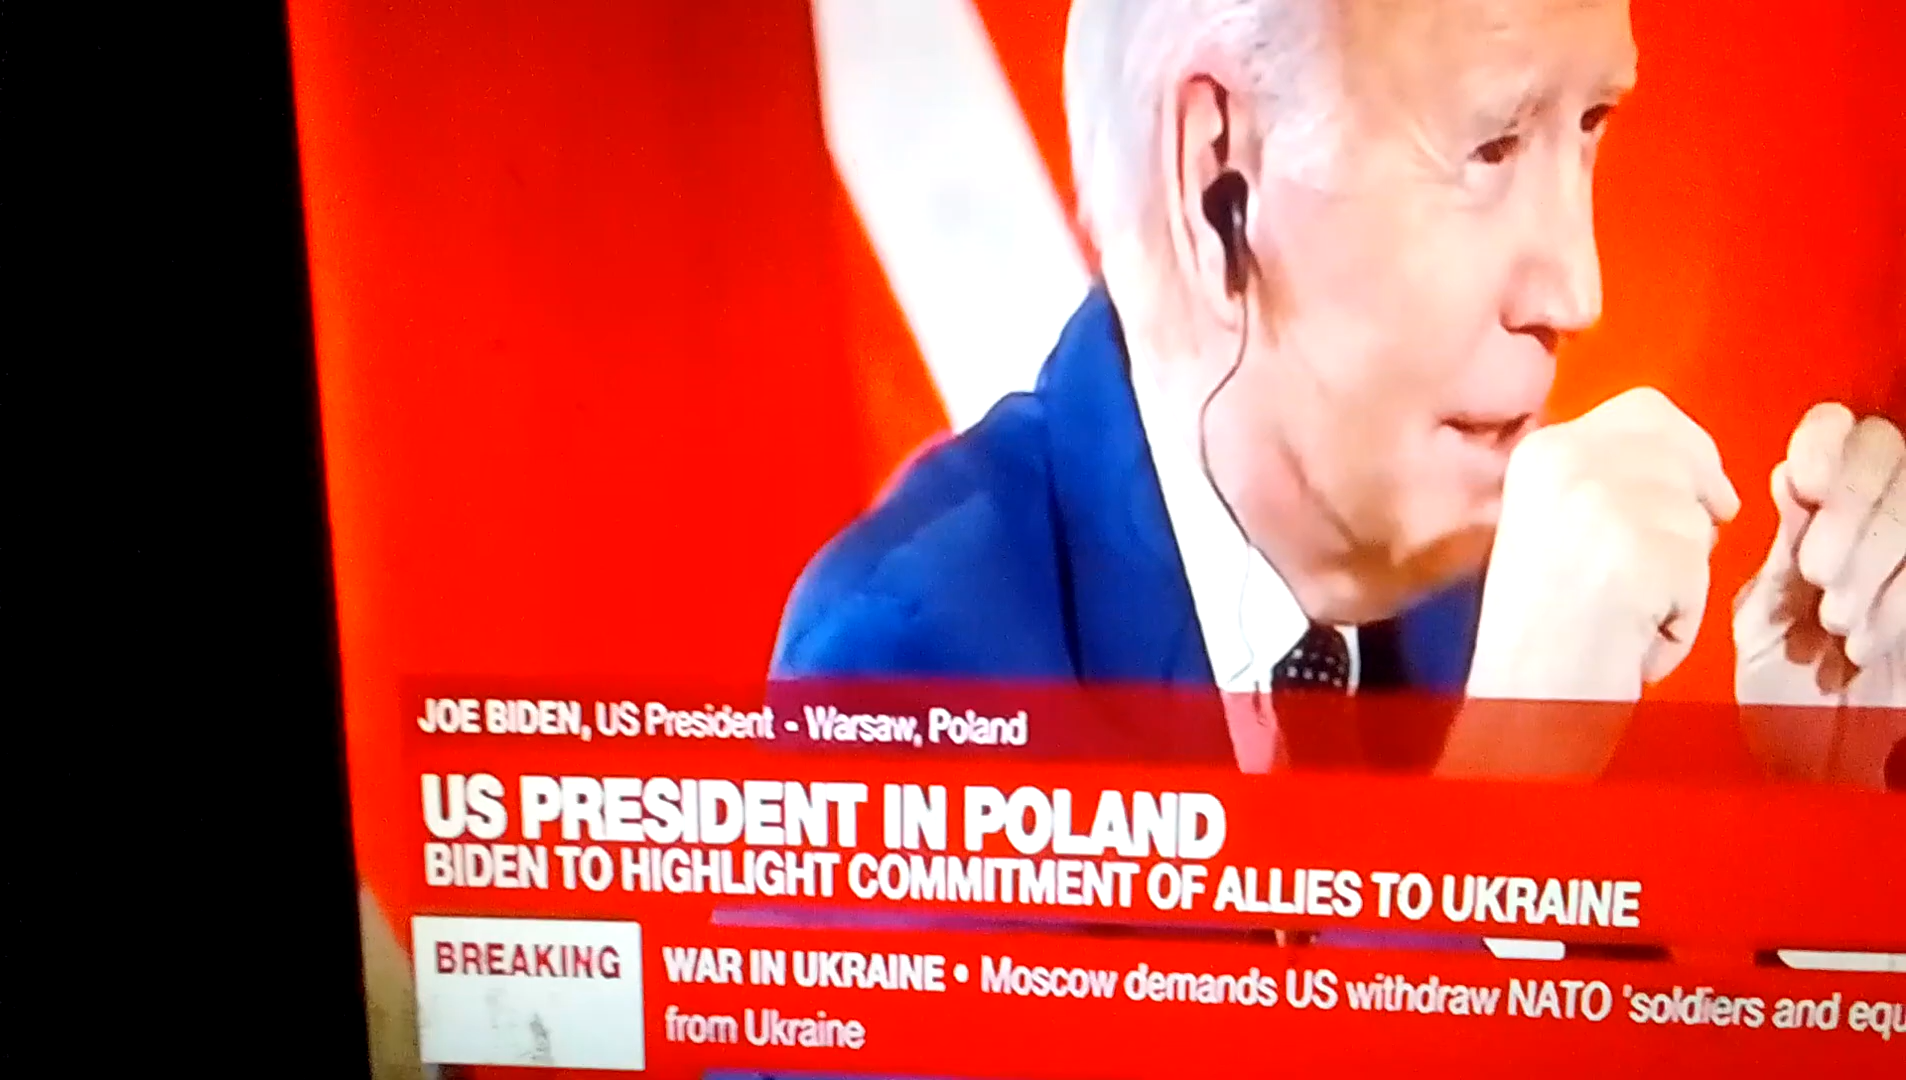 JOE BIDEN, US President - Warsaw, Poland
US PRESIDENT IN POLAND
BIDEN TO HIGHLIGHT COMMITMENT OF ALLIES TO UKRAINE
BREAKING
WAR IN UKRAINE • Moscow demands US withdraw NATO 'soldiers and equ
from Ukraine